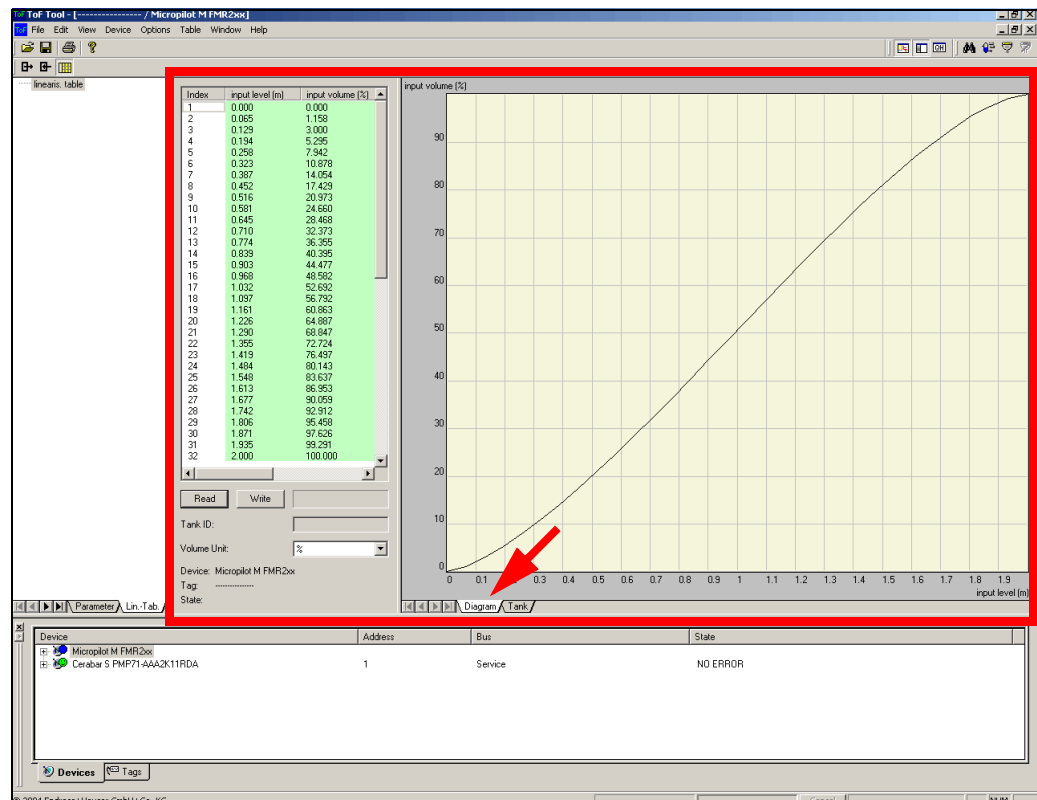 ToF Tool - [---------------- / Micropilot M FMR2xx]
File Edit View Device Options Table Window Help
linearis. table
Index input level (m) input volume (%)
1 0.000 0.000
2 0.065 1.158
3 0.129 3.000
4 0.194 5.295
5 0.258 7.942
6 0.323 10.878
7 0.387 14.054
8 0.452 17.429
9 0.516 20.973
10 0.581 24.660
11 0.645 28.468
12 0.710 32.373
13 0.774 36.355
14 0.839 40.395
15 0.903 44.477
16 0.968 48.582
17 1.032 52.692
18 1.097 56.792
19 1.161 60.863
20 1.226 64.887
21 1.290 68.847
22 1.355 72.724
23 1.419 76.497
24 1.484 80.143
25 1.548 83.637
26 1.613 86.953
27 1.677 90.059
28 1.742 92.912
29 1.806 95.458
30 1.871 97.626
31 1.935 99.291
32 2.000 100.000
Read Write
Tank ID:
Volume Unit: %
Device: Micropilot M FMR2xx
Tag: ----------------
State:
input volume (%)
90
80
70
60
50
40
30
20
10
0
0 0.1 0.3 0.4 0.5 0.6 0.7 0.8 0.9 1 1.1 1.2 1.3 1.4 1.5 1.6 1.7 1.8 1.9
input level (m)
Parameter Lin.-Tab.
Diagram Tank
Device Address Bus State
Micropilot M FMR2xx
Cerabar S PMP71-AAA2K11RDA 1 Service NO ERROR
Devices Tags